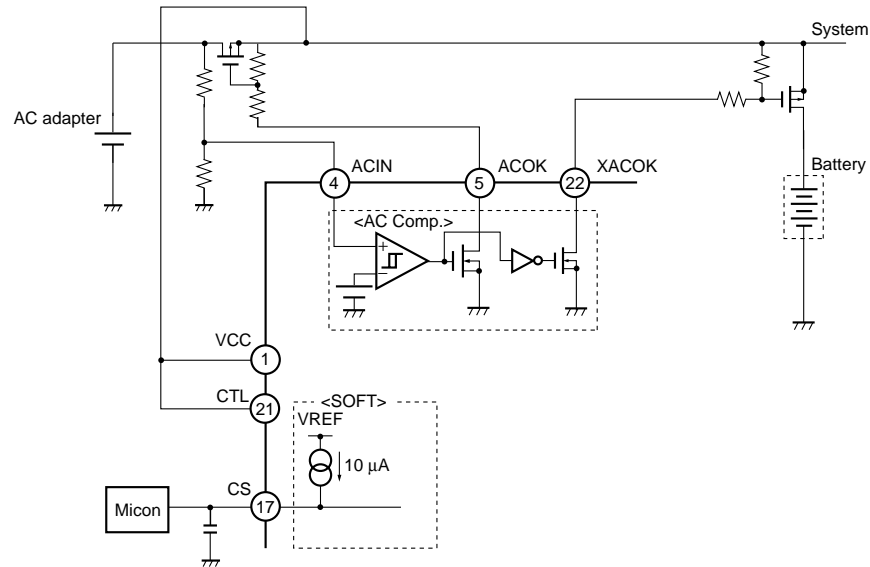 System
AC adapter
Battery
ACIN
ACOK
XACOK
4
5
22
<AC Comp.>
+
−
VCC
1
CTL
21
<SOFT>
VREF
10 μA
CS
Micon
17